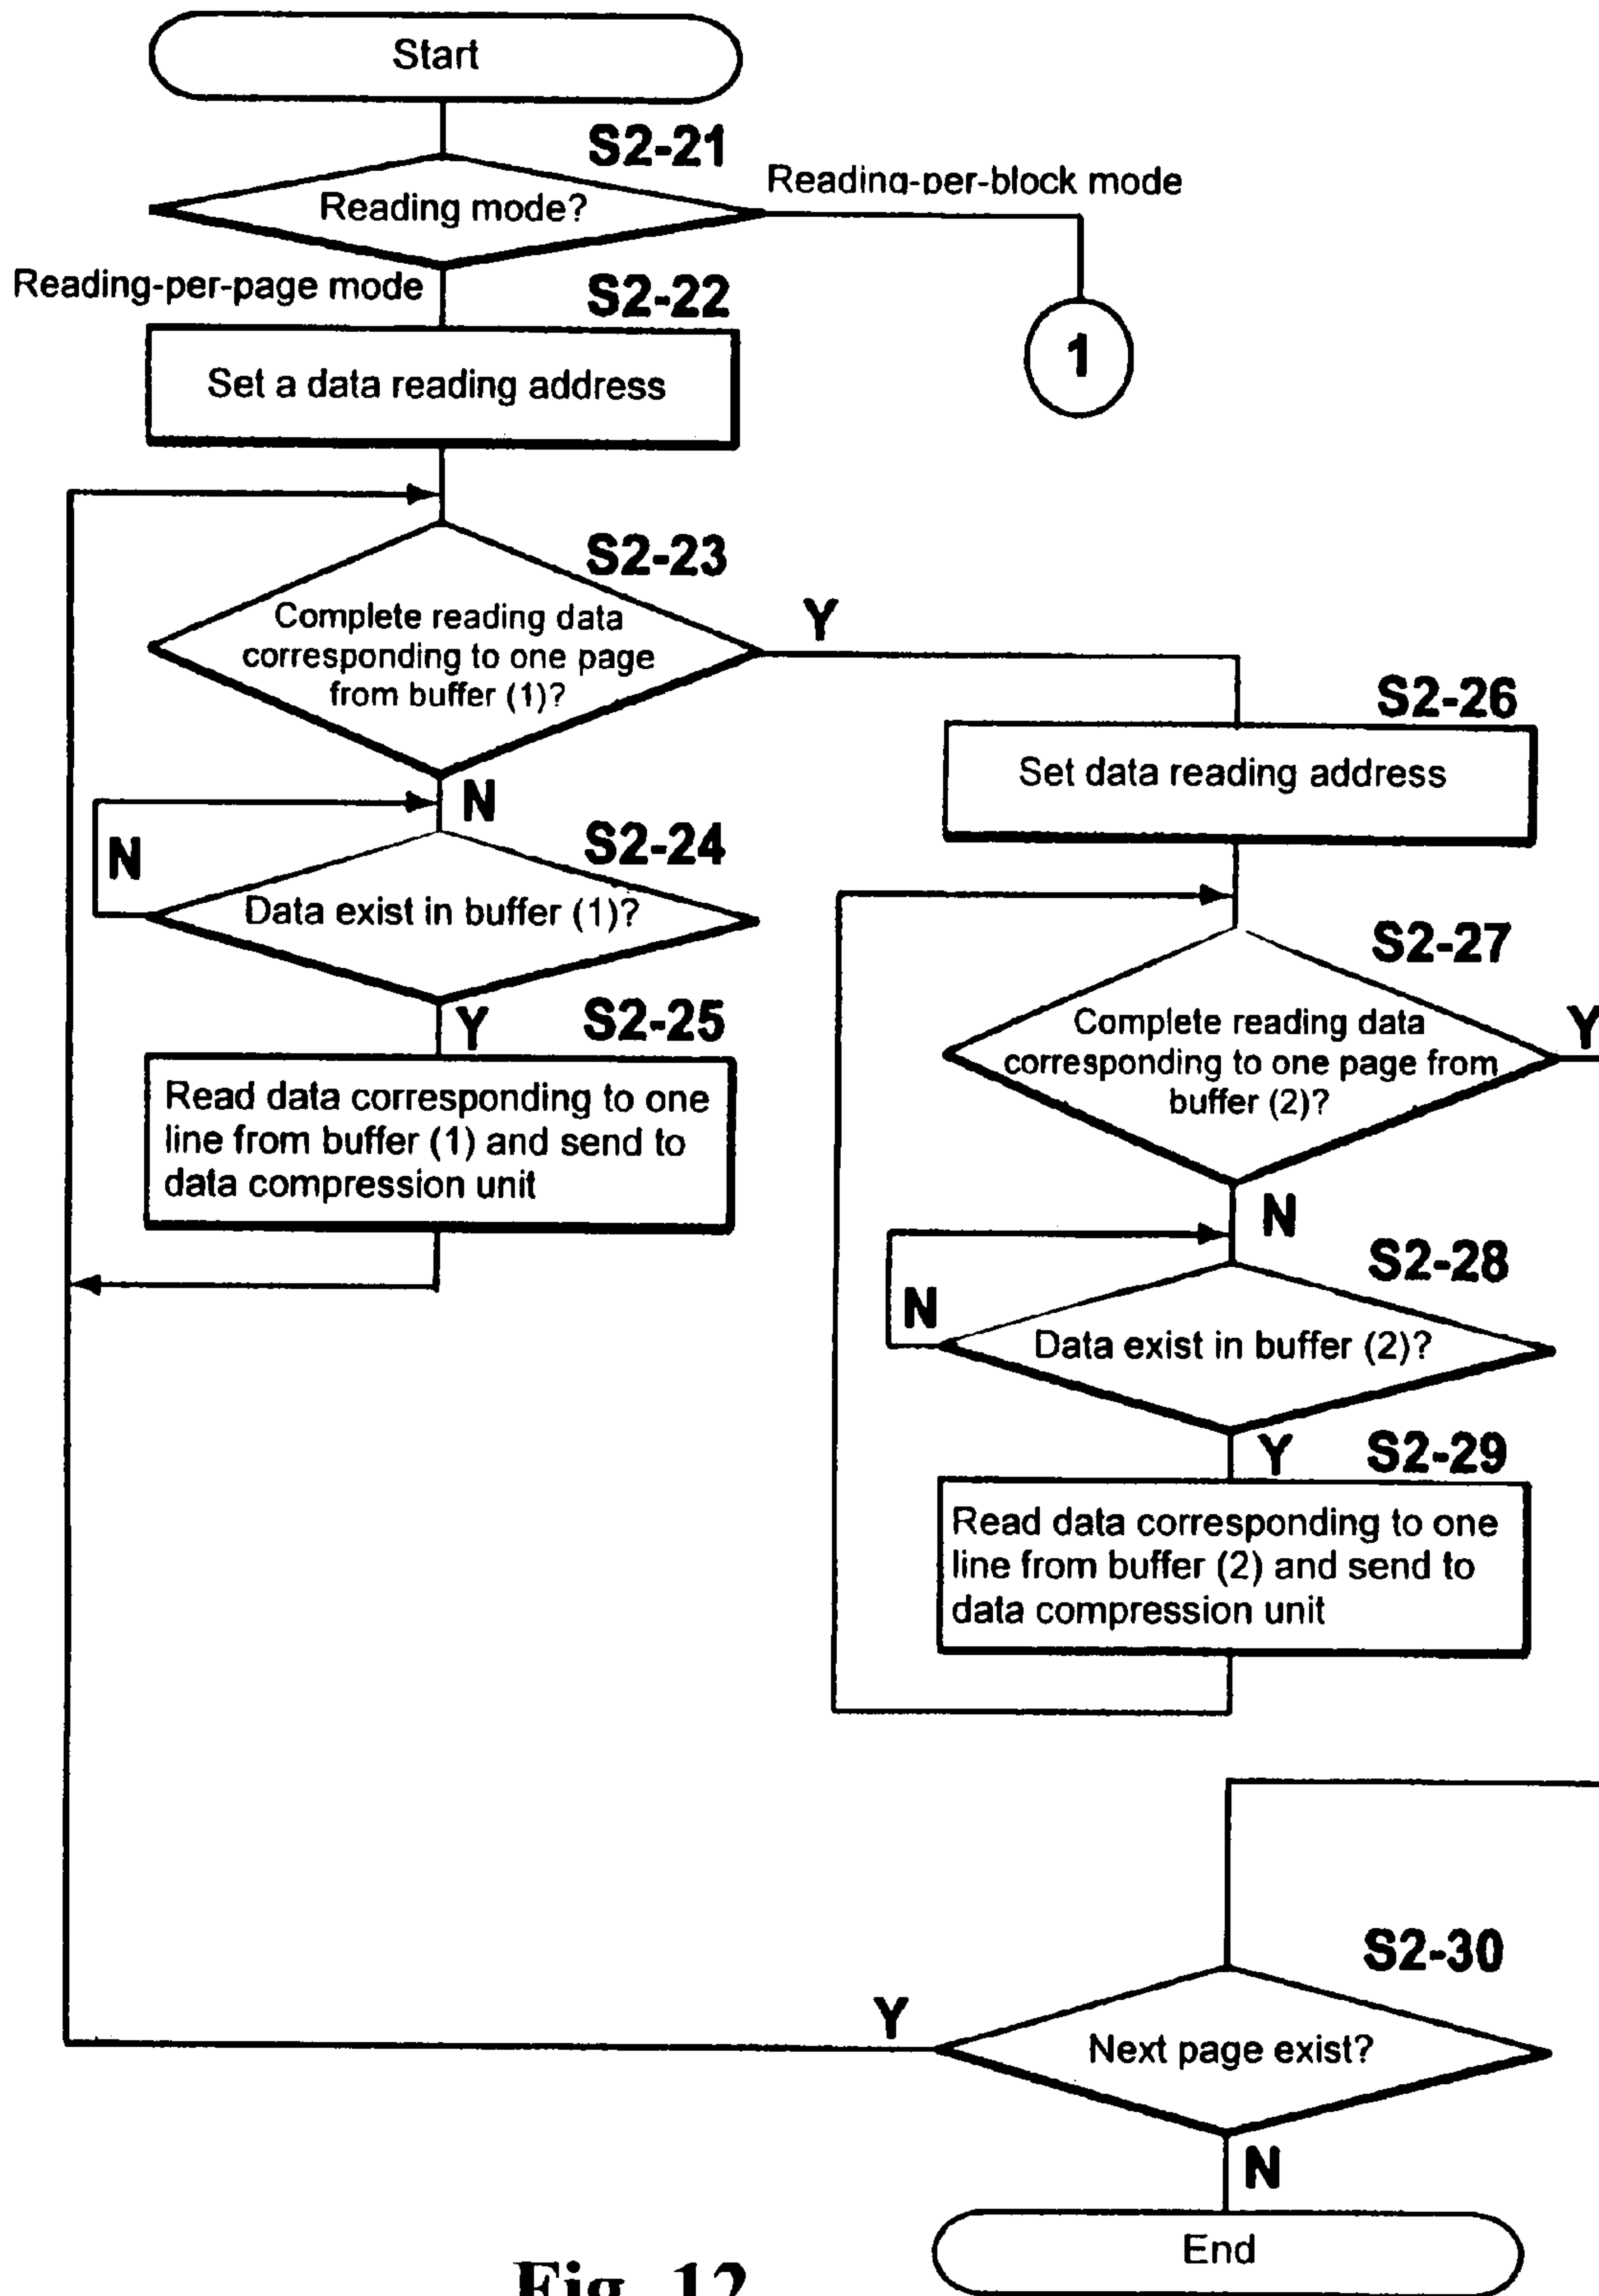 Start
S2-21
Reading mode?
Reading-per-block mode
1
Reading-per-page mode
S2-22
Set a data reading address
S2-23
Complete reading data
corresponding to one page
from buffer (1)?
Y
N
S2-24
N
Data exist in buffer (1)?
Y
S2-25
Read data corresponding to one
line from buffer (1) and send to
data compression unit
S2-26
Set data reading address
S2-27
Complete reading data
corresponding to one page from
buffer (2)?
Y
N
S2-28
N
Data exist in buffer (2)?
Y
S2-29
Read data corresponding to one
line from buffer (2) and send to
data compression unit
S2-30
Y
Next page exist?
N
End
Fig. 12